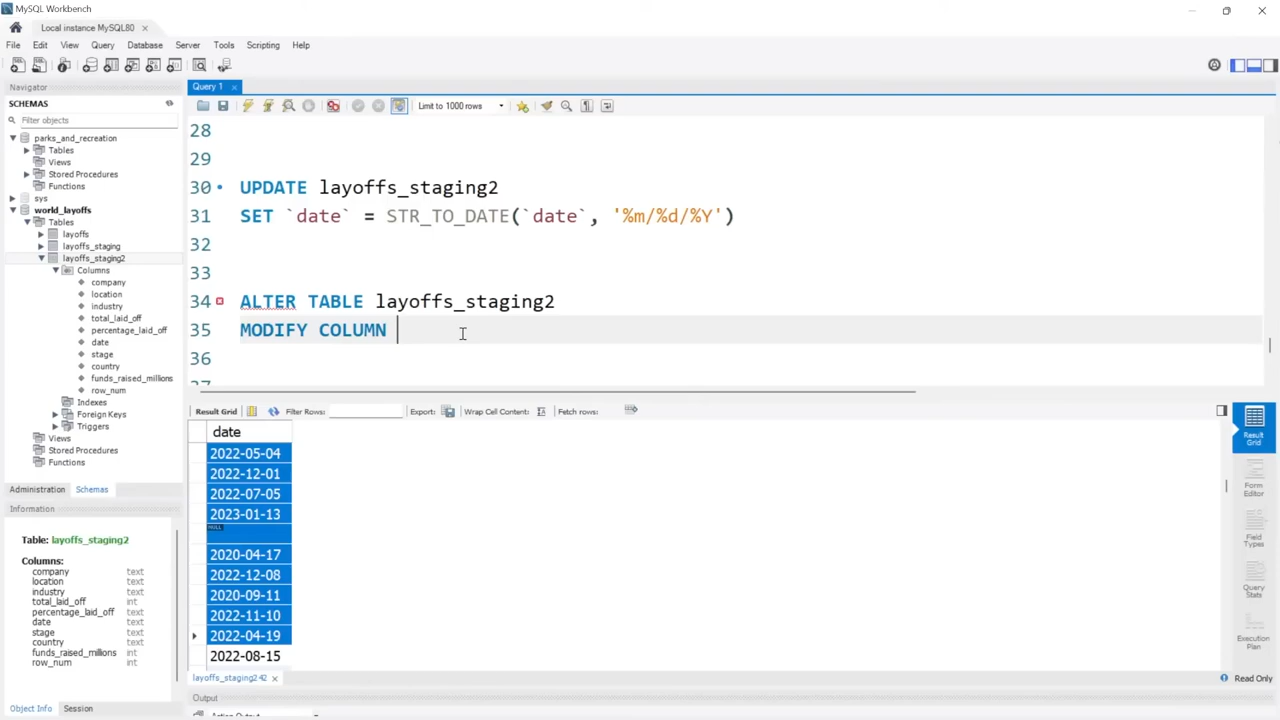 MySQL Workbench
Local instance MySQL80
File Edit View Query Database Server Tools Scripting Help
Navigator
SCHEMAS
Filter objects
parks_and_recreation
Tables
Views
Stored Procedures
Functions
sys
world_layoffs
Tables
layoffs
layoffs_staging
layoffs_staging2
Columns
company
location
industry
total_laid_off
percentage_laid_off
date
stage
country
funds_raised_millions
row_num
Indexes
Foreign Keys
Triggers
Views
Stored Procedures
Functions
Administration Schemas
Information
Table: layoffs_staging2
Columns:
company text
location text
industry text
total_laid_off int
percentage_laid_off text
date text
stage text
country text
funds_raised_millions int
row_num int
Object Info Session
Query 1
Limit to 1000 rows
28
29
30 UPDATE layoffs_staging2
31 SET `date` = STR_TO_DATE(`date`, '%m/%d/%Y')
32
33
34 ALTER TABLE layoffs_staging2
35 MODIFY COLUMN
36
37
Result Grid Filter Rows: Export: Wrap Cell Content: Fetch rows:
date
2022-05-04
2022-12-01
2022-07-05
2023-01-13
NULL
2020-04-17
2022-12-08
2020-09-11
2022-11-10
2022-04-19
2022-08-15
Result Grid
Form Editor
Field Types
Query Stats
Execution Plan
layoffs_staging2 42
Read Only
Output
Action Output